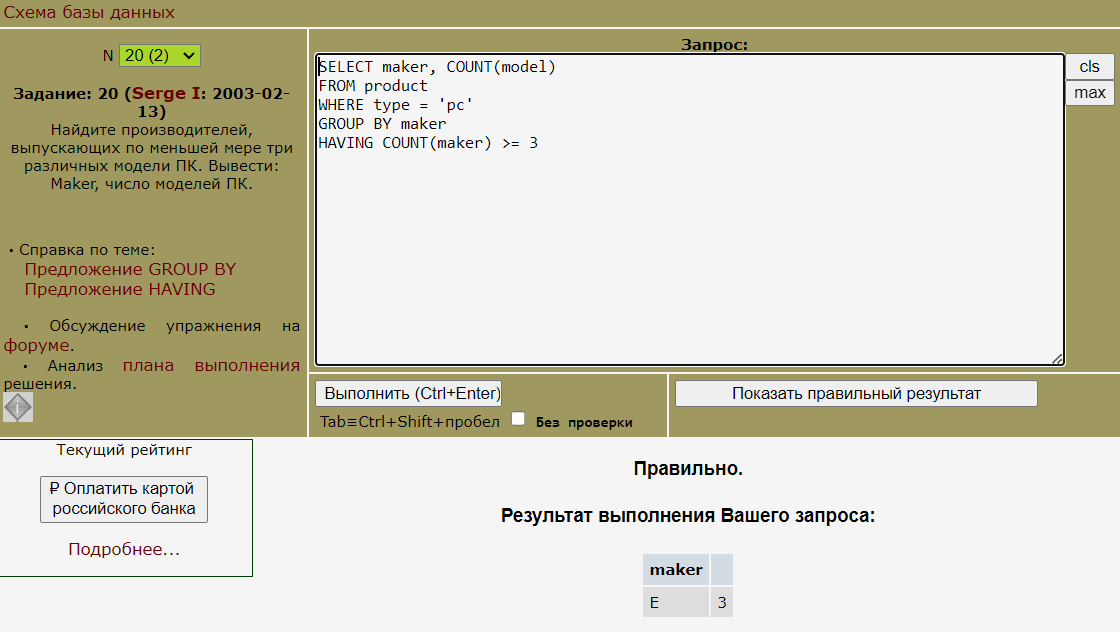 Схема базы данных
N 20 (2)
Задание: 20 (Serge I: 2003-02-
13)
Найдите производителей,
выпускающих по меньшей мере три
различных модели ПК. Вывести:
Maker, число моделей ПК.
· Справка по теме:
Предложение GROUP BY
Предложение HAVING
· Обсуждение упражнения на
форуме.
· Анализ плана выполнения
решения.
i
Запрос:
SELECT maker, COUNT(model)
FROM product
WHERE type = 'pc'
GROUP BY maker
HAVING COUNT(maker) >= 3
cls
max
Выполнить (Ctrl+Enter)
Tab≡Ctrl+Shift+пробел Без проверки
Показать правильный результат
Текущий рейтинг
₽ Оплатить картой
российского банка
Подробнее...
Правильно.
Результат выполнения Вашего запроса:
maker
E 3